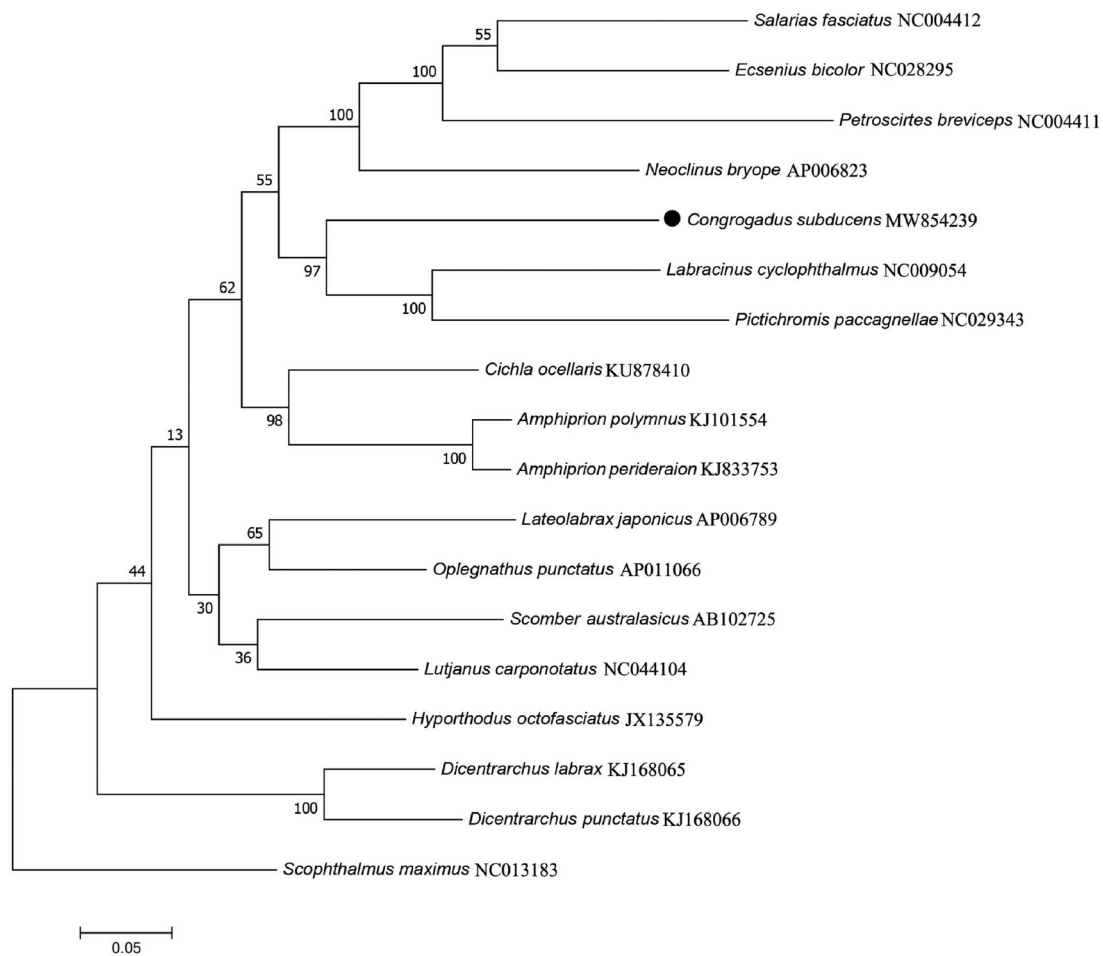 Salarias fasciatus NC004412
55
Ecsenius bicolor NC028295
100
Petroscirtes breviceps NC004411
100
Neoclinus bryope AP006823
55
Congrogadus subducens MW854239
97
Labracinus cyclophthalmus NC009054
62
100
Pictichromis paccagnellae NC029343
Cichla ocellaris KU878410
98
Amphiprion polymnus KJ101554
13
100
Amphiprion perideraion KJ833753
Lateolabrax japonicus AP006789
65
Oplegnathus punctatus AP011066
44
30
Scomber australasicus AB102725
36
Lutjanus carponotatus NC044104
Hyporthodus octofasciatus JX135579
Dicentrarchus labrax KJ168065
100
Dicentrarchus punctatus KJ168066
Scophthalmus maximus NC013183
0.05